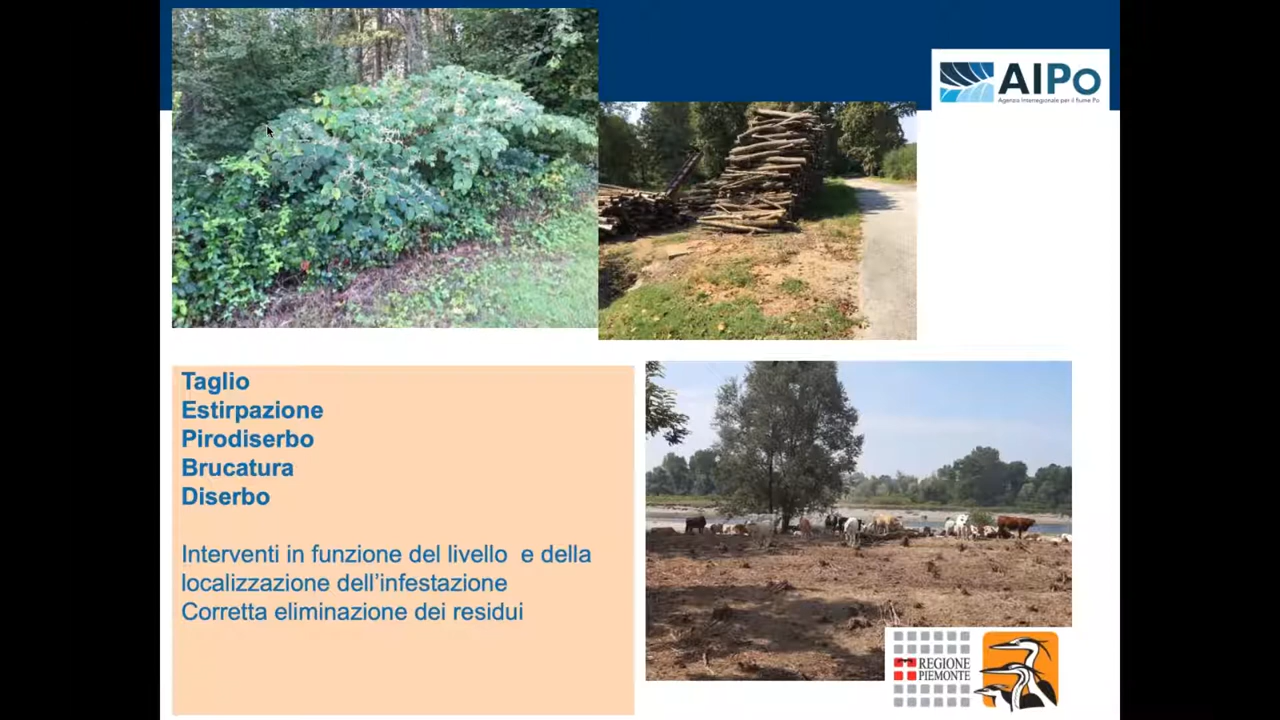 AIPo
Agenzia Interregionale per il fiume Po
Taglio
Estirpazione
Pirodiserbo
Brucatura
Diserbo
Interventi in funzione del livello e della
localizzazione dell'infestazione
Corretta eliminazione dei residui
REGIONE
PIEMONTE